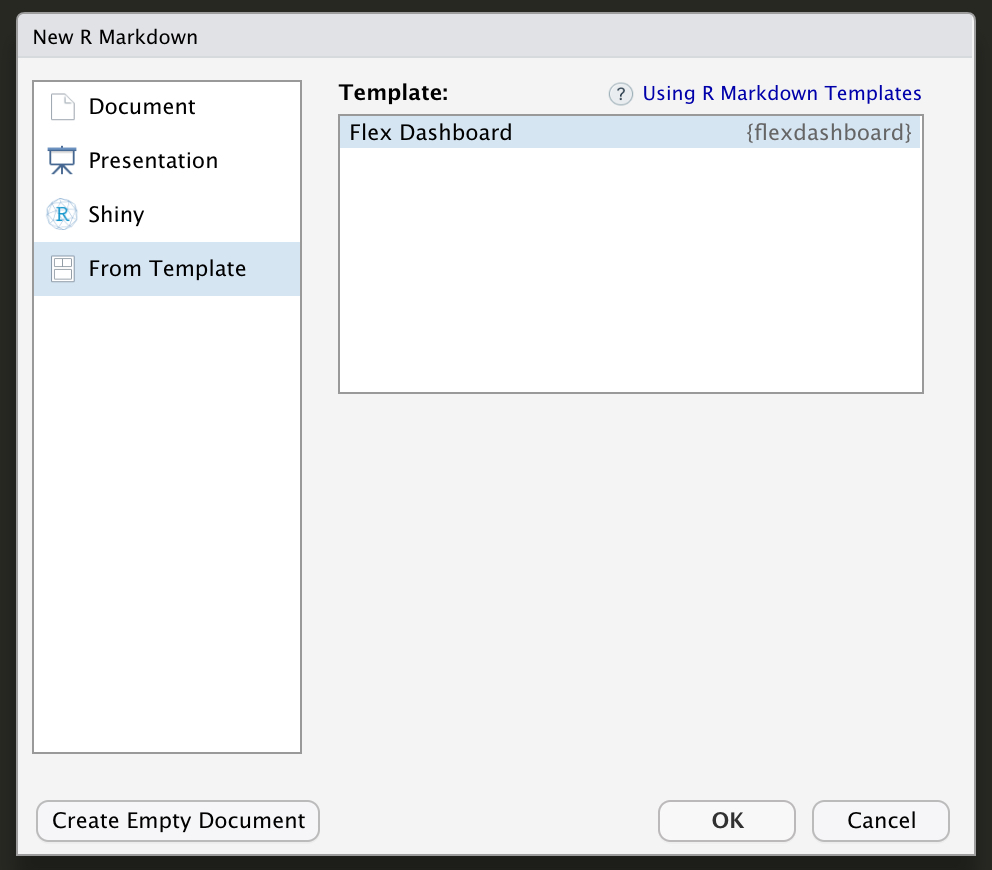 New R Markdown
Document
Presentation
Shiny
From Template
Template:
? Using R Markdown Templates
Flex Dashboard {flexdashboard}
Create Empty Document
OK
Cancel